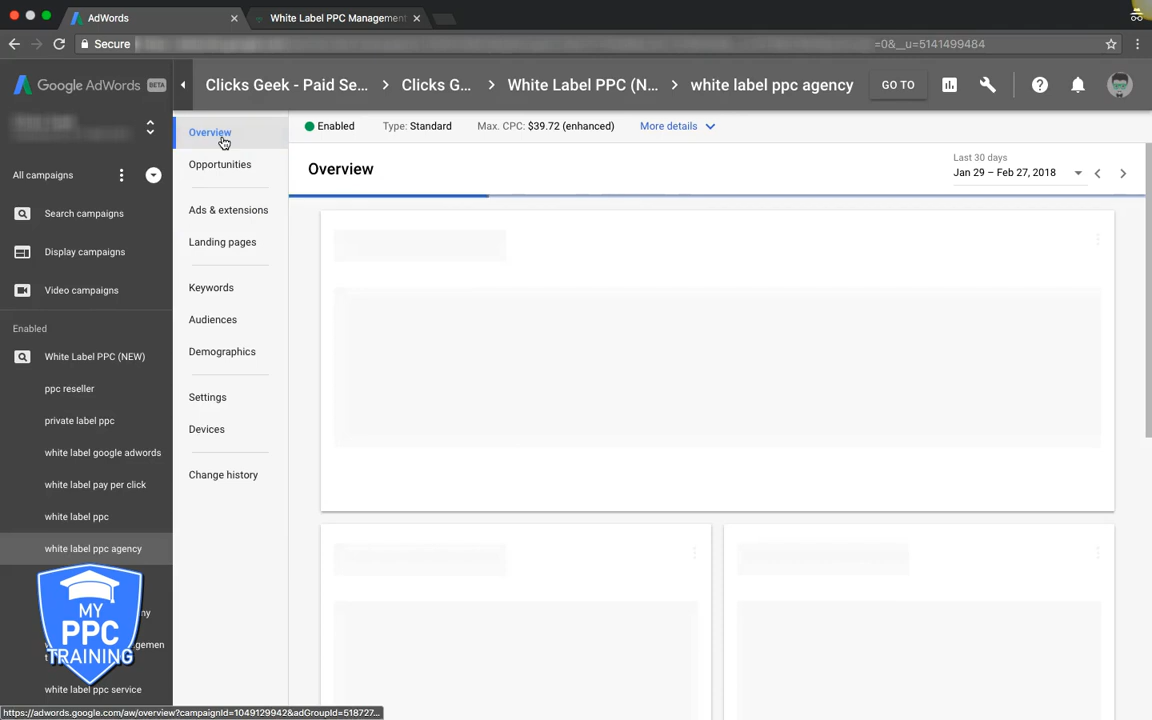 AdWords
White Label PPC Management
Secure
=0&__u=5141499484
Google AdWords BETA
Clicks Geek - Paid Se... > Clicks G... > White Label PPC (N... > white label ppc agency
GO TO
Overview
Enabled
Type: Standard
Max. CPC: $39.72 (enhanced)
More details
Opportunities
Overview
Last 30 days
Jan 29 – Feb 27, 2018
All campaigns
Search campaigns
Ads & extensions
Display campaigns
Landing pages
Video campaigns
Keywords
Audiences
Enabled
White Label PPC (NEW)
Demographics
ppc reseller
Settings
private label ppc
Devices
white label google adwords
Change history
white label pay per click
white label ppc
white label ppc agency
MY
PPC
TRAINING
white label ppc service
https://adwords.google.com/aw/overview?campaignId=1049129942&adGroupId=518727...